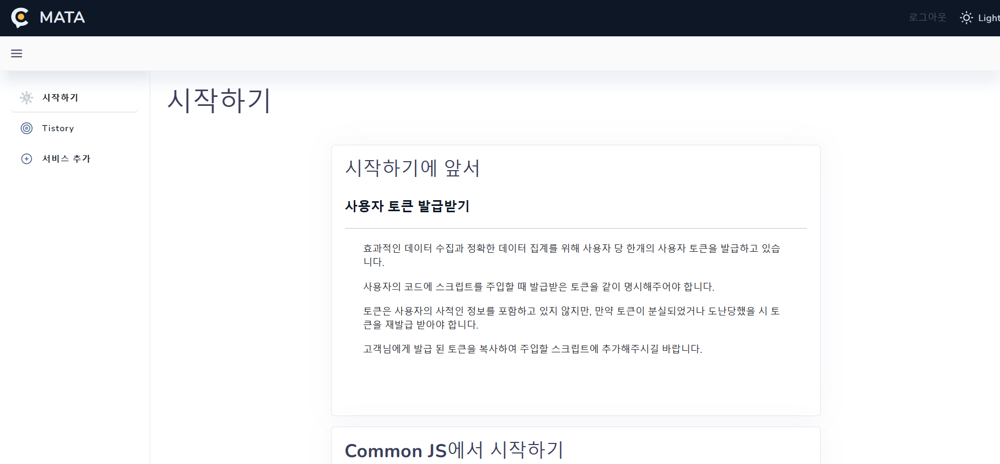 MATA
로그아웃
Light
시작하기
Tistory
서비스 추가
시작하기
시작하기에 앞서
사용자 토큰 발급받기
효과적인 데이터 수집과 정확한 데이터 집계를 위해 사용자 당 한개의 사용자 토큰을 발급하고 있습
니다.
사용자의 코드에 스크립트를 주입할 때 발급받은 토큰을 같이 명시해주어야 합니다.
토큰은 사용자의 사적인 정보를 포함하고 있지 않지만, 만약 토큰이 분실되었거나 도난당했을 시 토
큰을 재발급 받아야 합니다.
고객님에게 발급 된 토큰을 복사하여 주입할 스크립트에 추가해주시길 바랍니다.
Common JS에서 시작하기